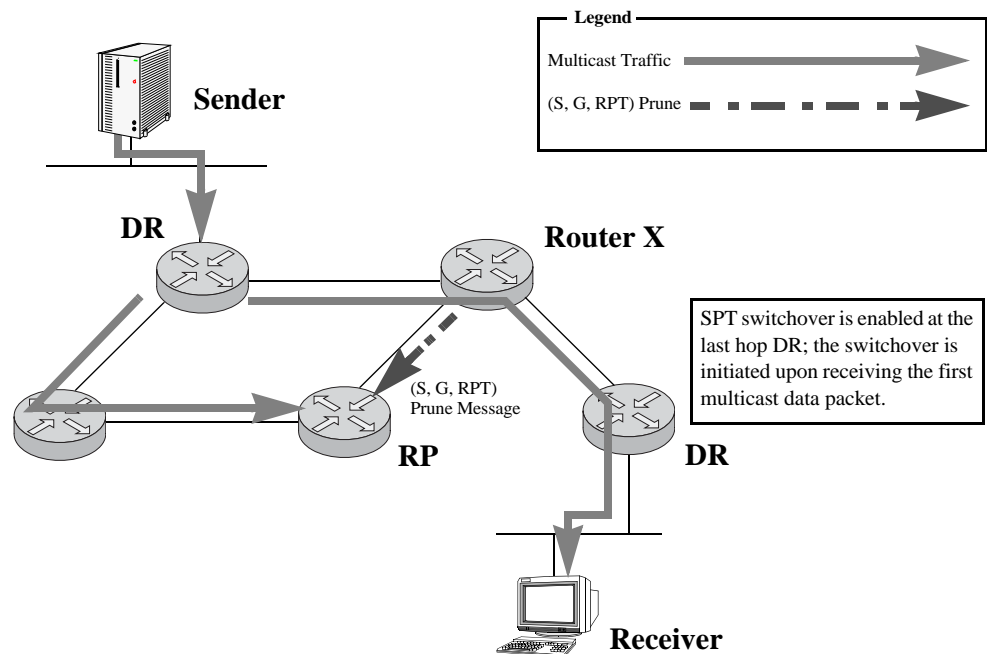 Legend
Multicast Traffic
(S, G, RPT) Prune
Sender
DR
Router X
SPT switchover is enabled at the
last hop DR; the switchover is
initiated upon receiving the first
multicast data packet.
(S, G, RPT)
Prune Message
RP
DR
Receiver